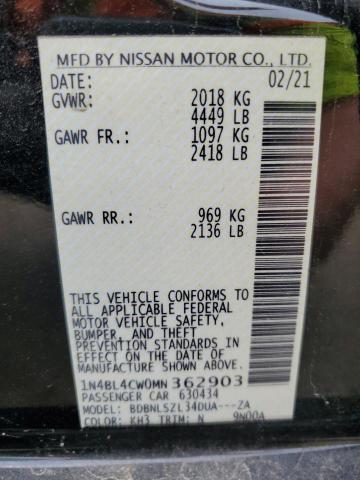 MFD BY NISSAN MOTOR CO., LTD.
DATE: 02/21
GVWR: 2018 KG
4449 LB
GAWR FR.: 1097 KG
2418 LB
GAWR RR.: 969 KG
2136 LB
THIS VEHICLE CONFORMS TO
ALL APPLICABLE FEDERAL
MOTOR VEHICLE SAFETY,
BUMPER, AND THEFT
PREVENTION STANDARDS IN
EFFECT ON THE DATE OF
MANUFACTURE SHOWN ABOVE.
1N4BL4CW0MN362903
PASSENGER CAR 630434
MODEL: BDBNLSZL34DUA---ZA
COLOR: KH3 TRIM: N 9N00A